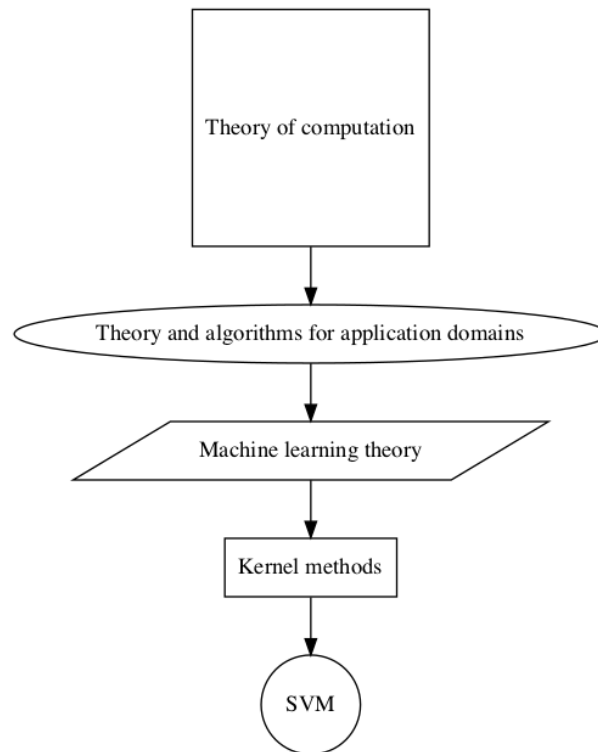 Theory of computation
Theory and algorithms for application domains
Machine learning theory
Kernel methods
SVM